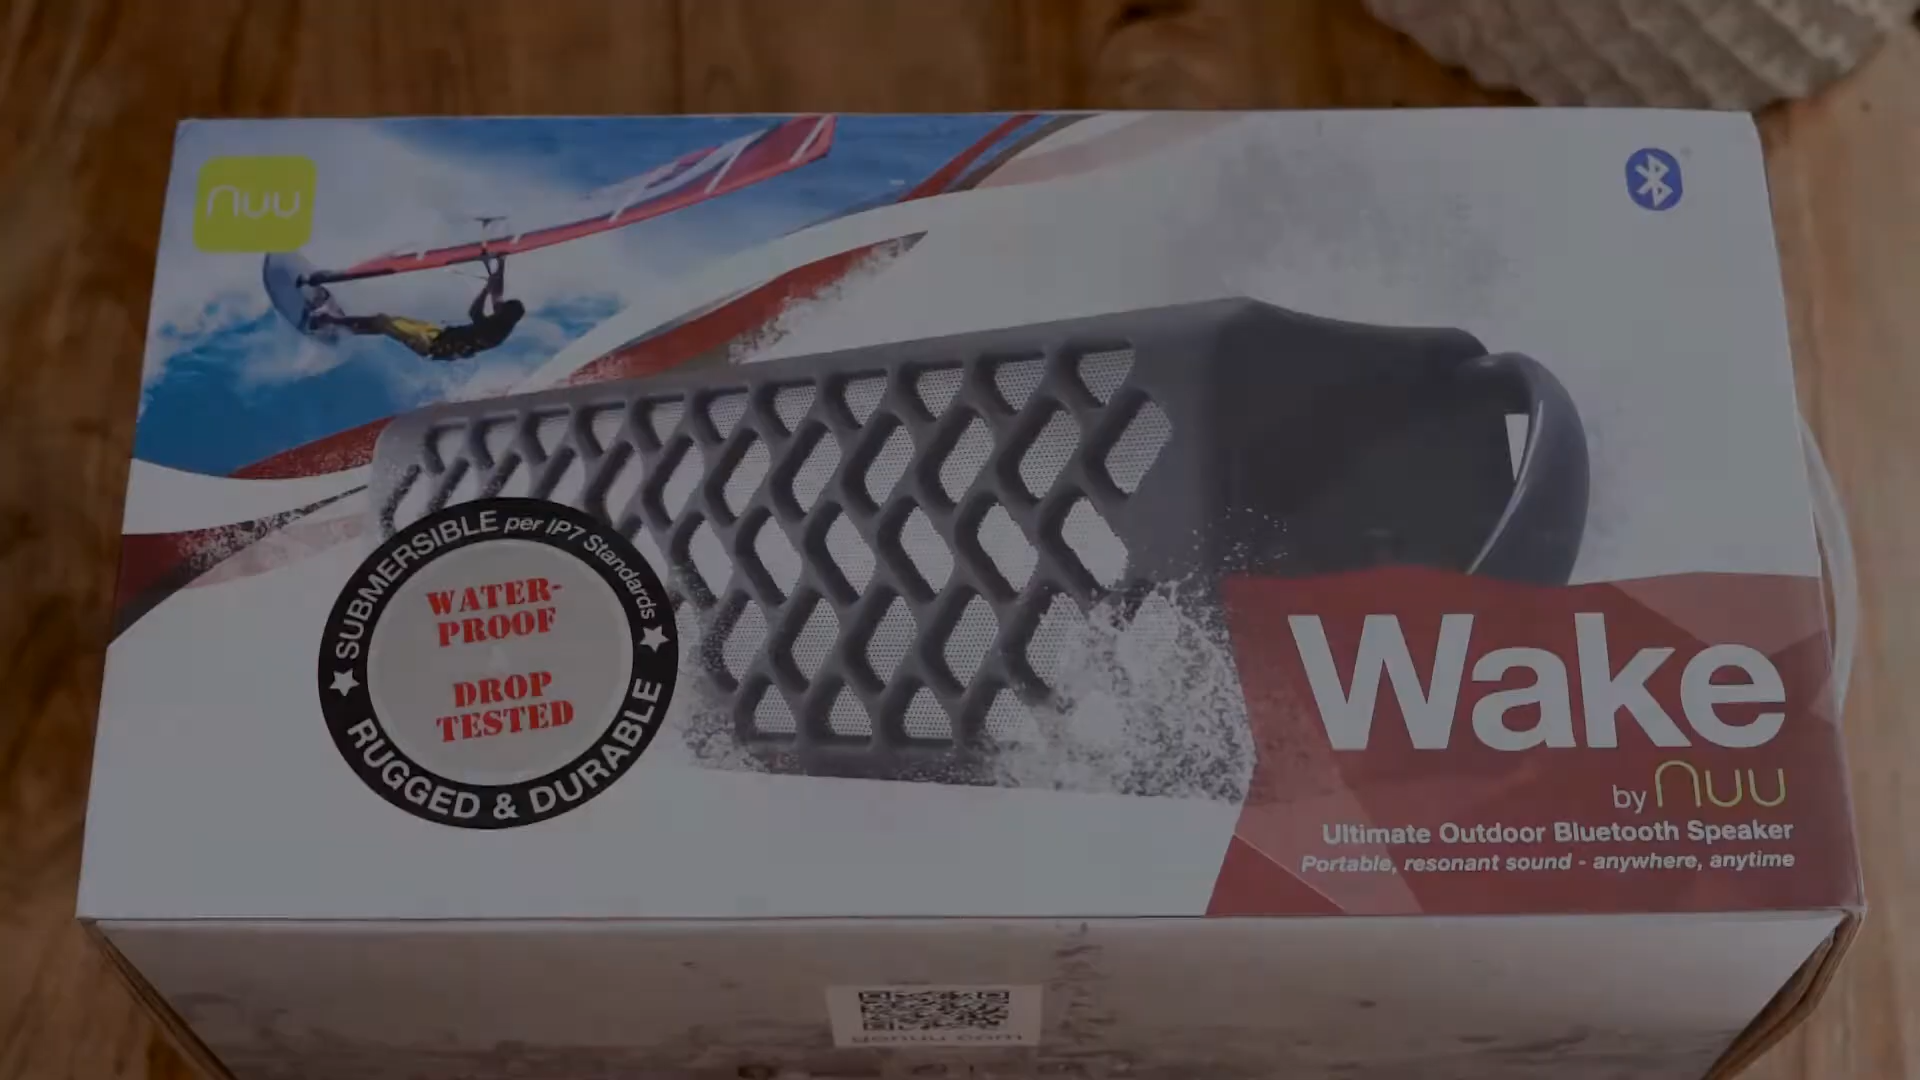 nuu
SUBMERSIBLE per IP7 Standards
WATER-
PROOF
DROP
TESTED
RUGGED & DURABLE
Wake
by nuu
Ultimate Outdoor Bluetooth Speaker
Portable, resonant sound - anywhere, anytime